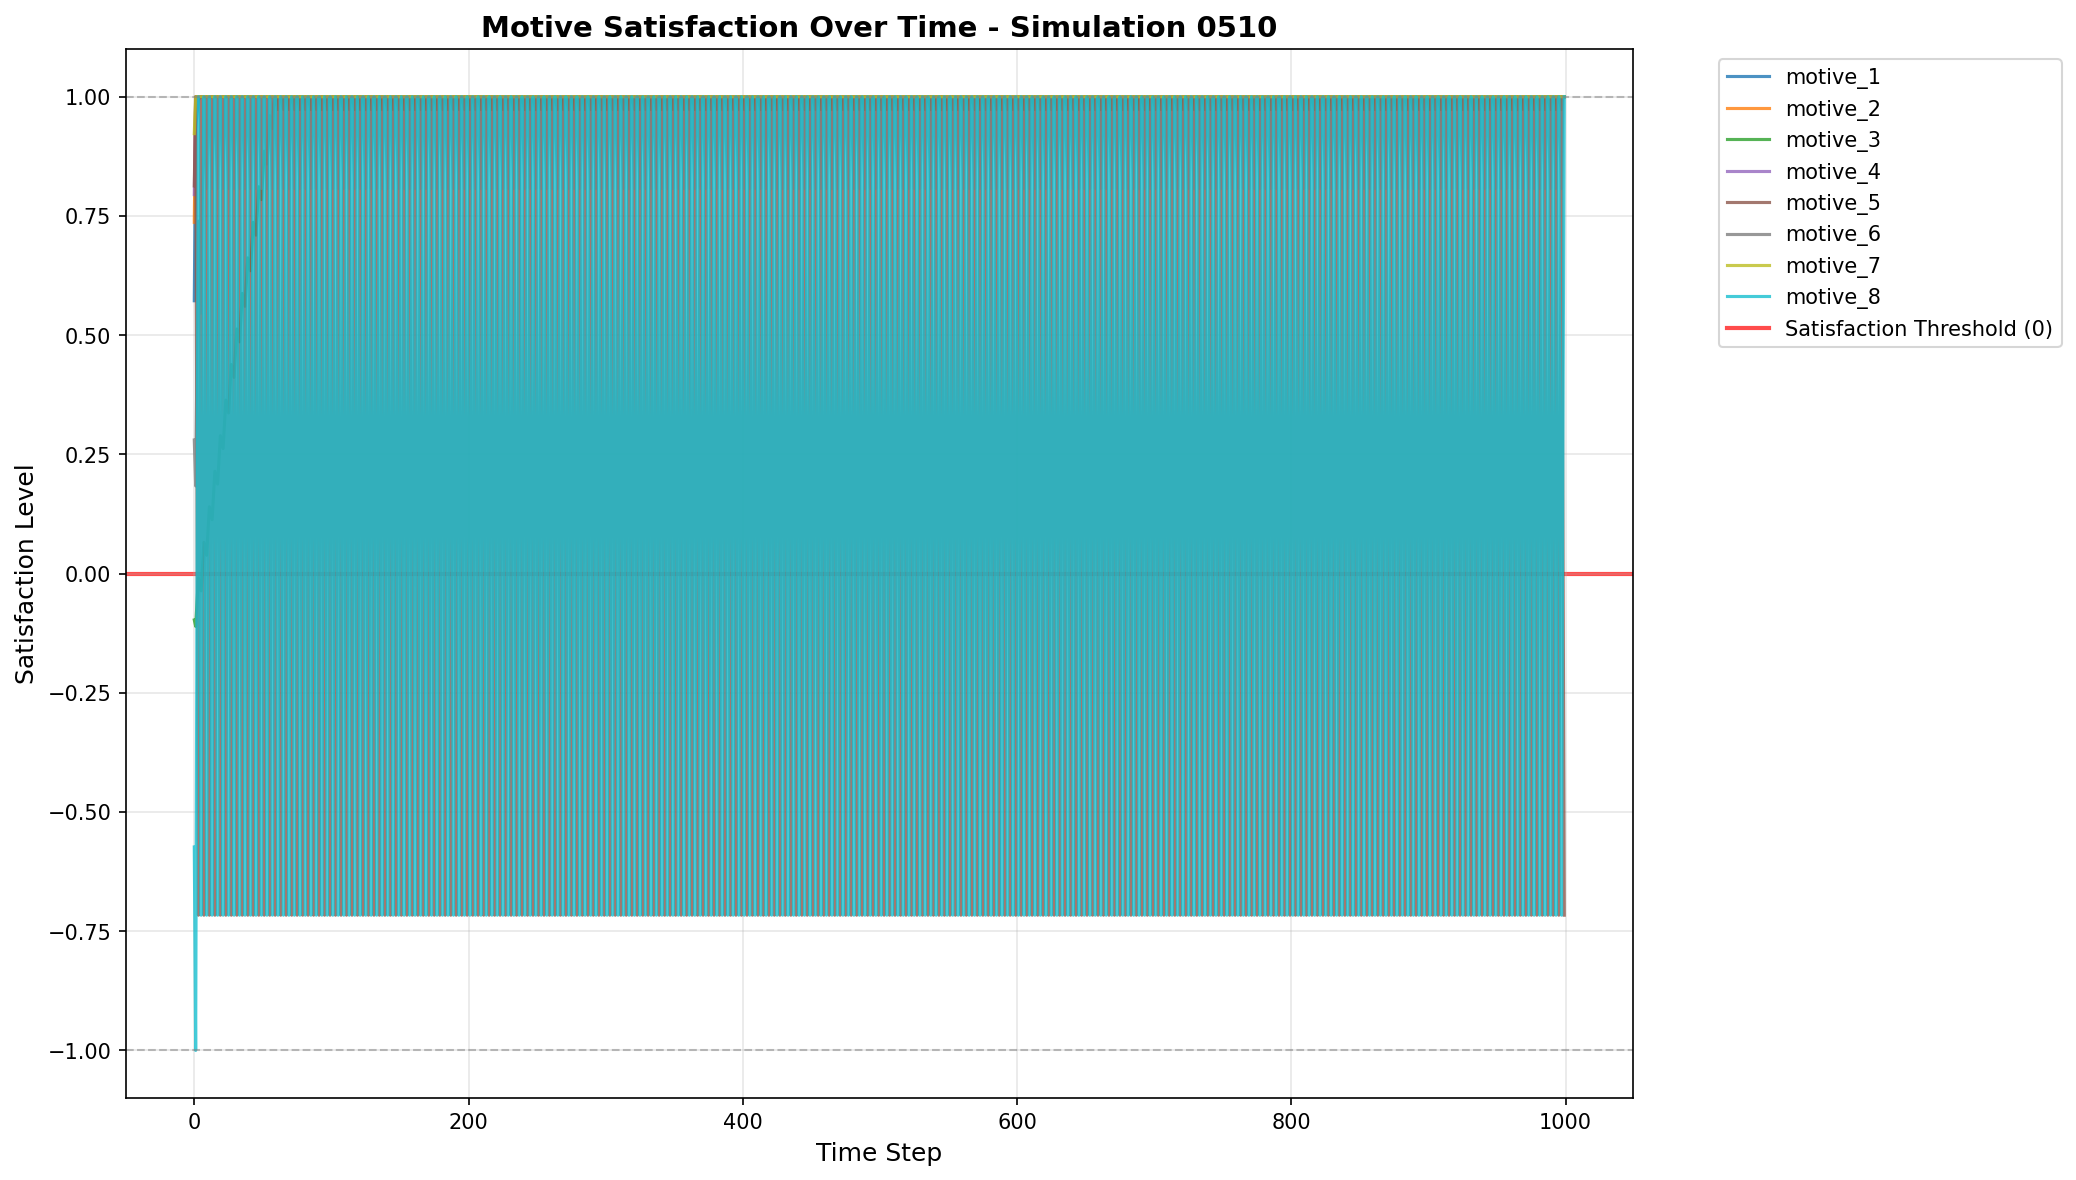 Motive Satisfaction Over Time - Simulation 0510
1.00
0.75
0.50
0.25
0.00
−0.25
−0.50
−0.75
−1.00
Satisfaction Level
0
200
400
600
800
1000
Time Step
motive_1
motive_2
motive_3
motive_4
motive_5
motive_6
motive_7
motive_8
Satisfaction Threshold (0)